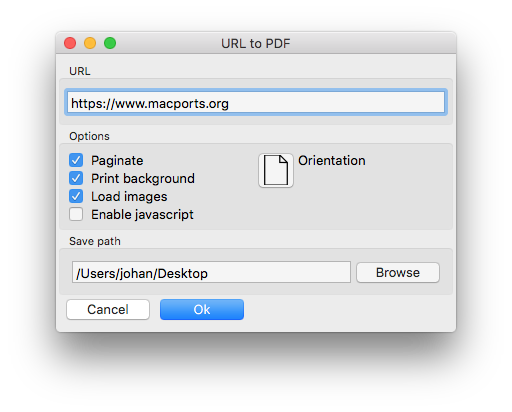 URL to PDF
URL
https://www.macports.org
Options
Paginate
Orientation
Print background
Load images
Enable javascript
Save path
/Users/johan/Desktop
Browse
Cancel
Ok